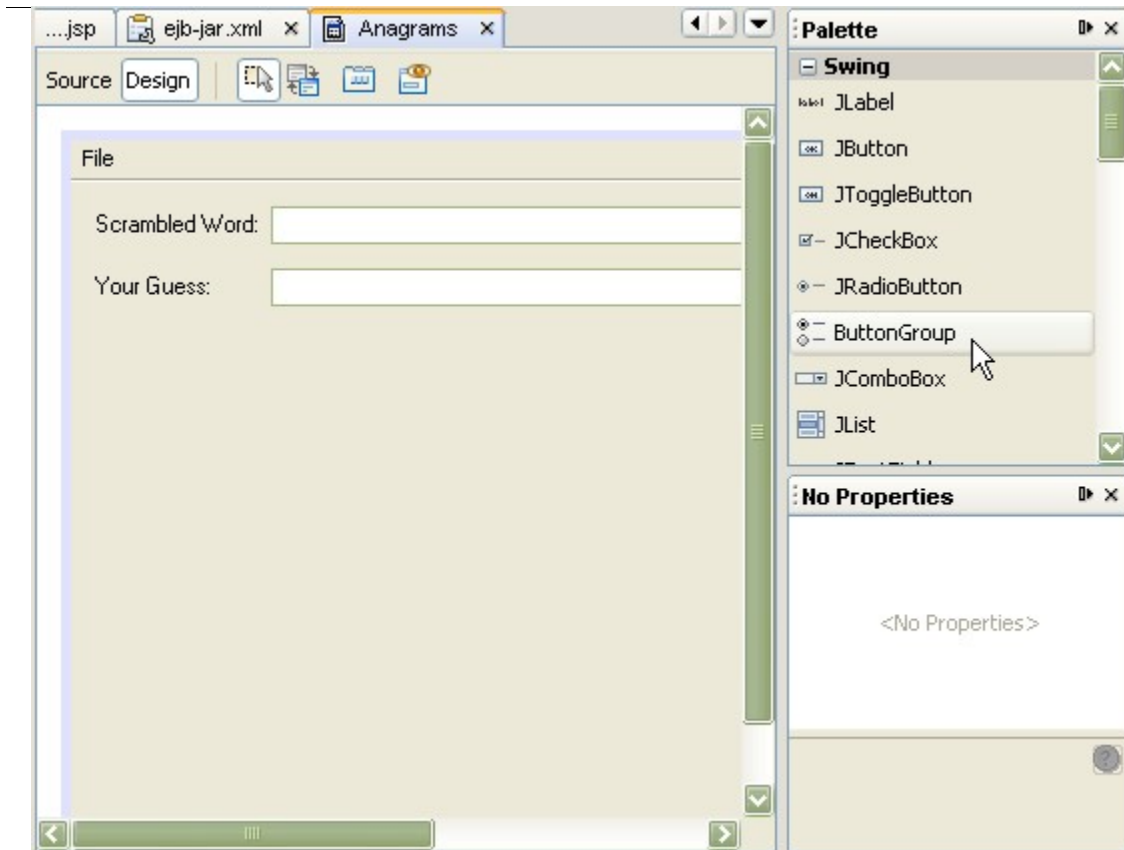 ....jsp
ejb-jar.xml
Anagrams
Source
Design
File
Scrambled Word:
Your Guess:
Palette
Swing
JLabel
JButton
JToggleButton
JCheckBox
JRadioButton
ButtonGroup
JComboBox
JList
No Properties
<No Properties>